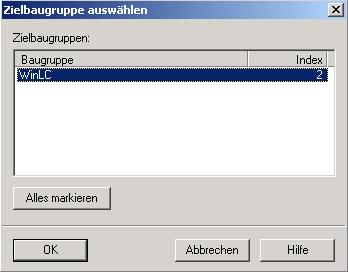 Zielbaugruppe auswählen
Zielbaugruppen:
Baugruppe Index
WinLC 2
Alles markieren
OK Abbrechen Hilfe